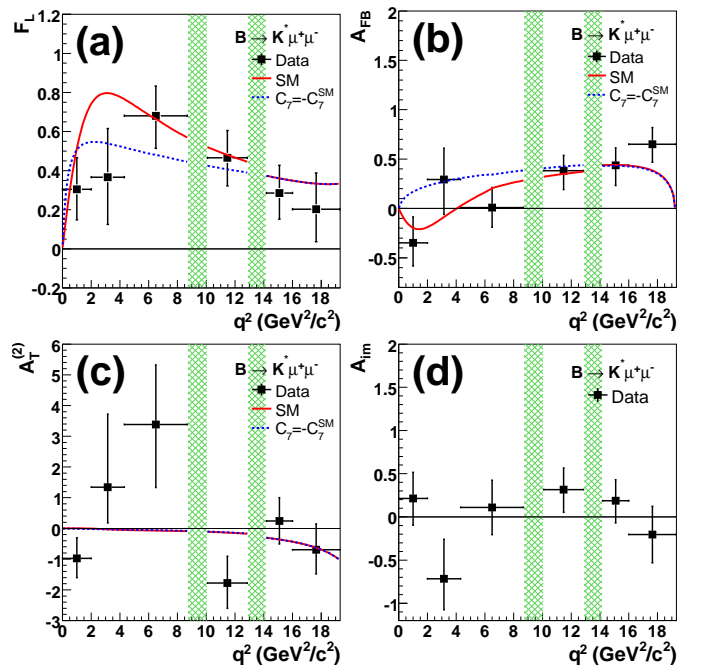 F_L
1.2
1
0.8
0.6
0.4
0.2
0
-0.2
(a)
B → K* μ+μ-
Data
SM
C7=-C7^SM
0 2 4 6 8 10 12 14 16 18
q² (GeV²/c²)
A_FB
2
1.5
1
0.5
0
-0.5
(b)
B → K* μ+μ-
Data
SM
C7=-C7^SM
0 2 4 6 8 10 12 14 16 18
q² (GeV²/c²)
A_T^(2)
6
5
4
3
2
1
0
-1
-2
-3
(c)
B → K* μ+μ-
Data
SM
C7=-C7^SM
0 2 4 6 8 10 12 14 16 18
q² (GeV²/c²)
A_im
2
1.5
1
0.5
0
-0.5
-1
(d)
B → K* μ+μ-
Data
0 2 4 6 8 10 12 14 16 18
q² (GeV²/c²)